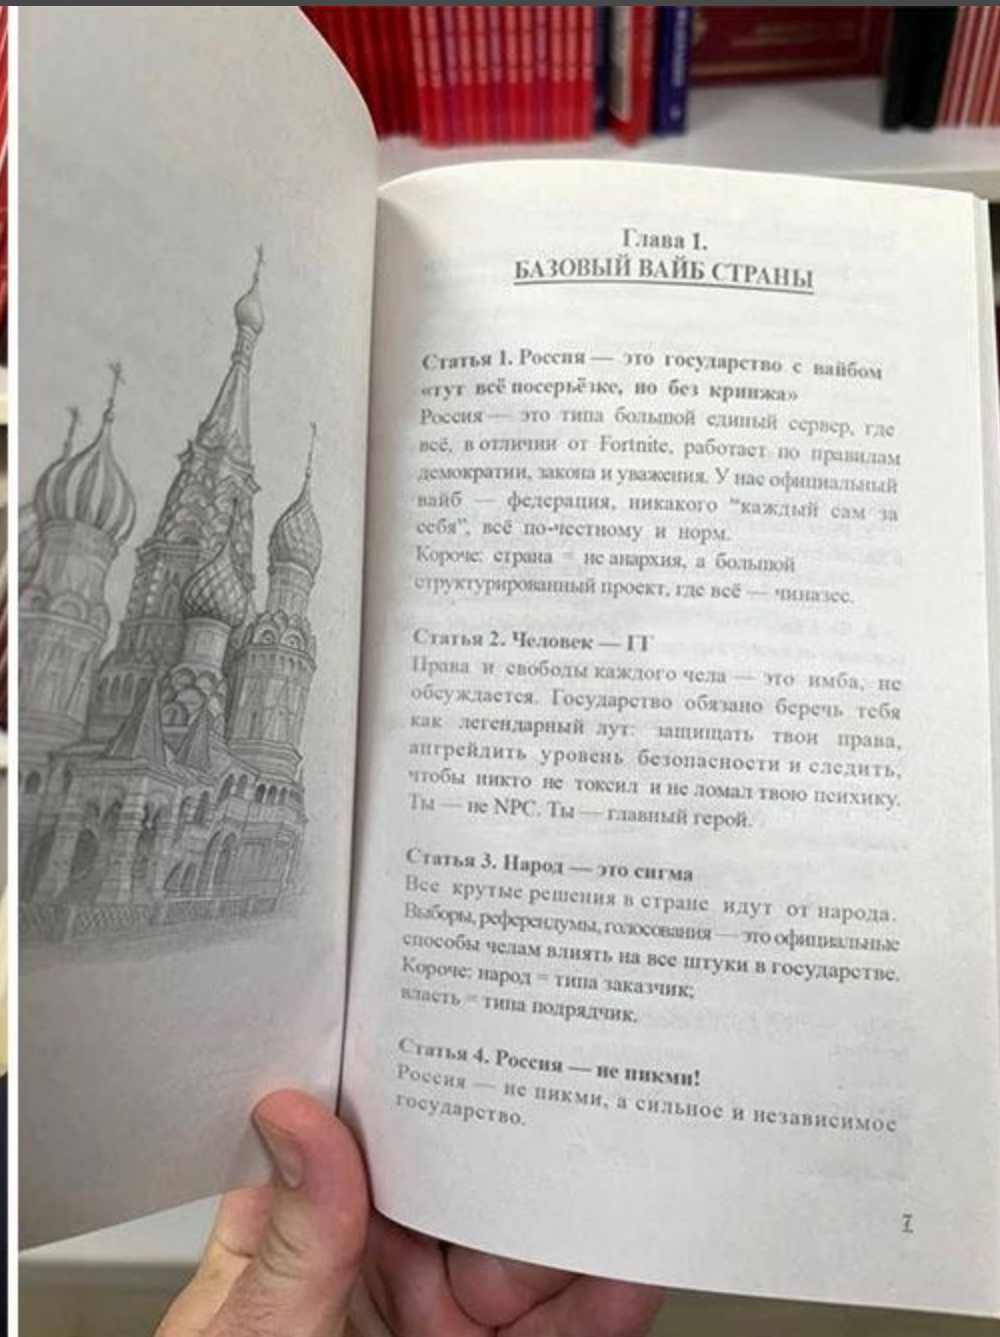 Глава 1.
БАЗОВЫЙ ВАЙБ СТРАНЫ
Статья 1. Россия — это государство с вайбом
«тут всё посерьёзке, но без кринжа»
Россия — это типа большой единый сервер, где
всё, в отличии от Fortnite, работает по правилам
демократии, закона и уважения. У нас официальный
вайб — федерация, никакого "каждый сам за
себя", всё по-честному и норм.
Короче: страна = не анархия, а большой
структурированный проект, где всё — чиназес.
Статья 2. Человек — ГГ
Права и свободы каждого чела — это имба, не
обсуждается. Государство обязано беречь тебя
как легендарный лут: защищать твои права,
апгрейдить уровень безопасности и следить,
чтобы никто не токсил и не ломал твою психику.
Ты — не NPC. Ты — главный герой.
Статья 3. Народ — это сигма
Все крутые решения в стране идут от народа.
Выборы, референдумы, голосования — это официальные
способы челам влиять на все штуки в государстве.
Короче: народ = типа заказчик;
власть = типа подрядчик.
Статья 4. Россия — не пикми!
Россия — не пикми, а сильное и независимое
государство.
7